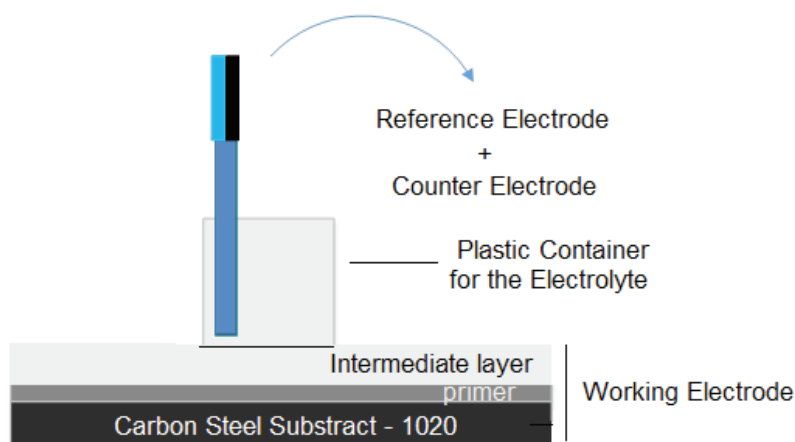 Reference Electrode
+
Counter Electrode
Plastic Container
for the Electrolyte
Intermediate layer
primer
Working Electrode
Carbon Steel Substract - 1020